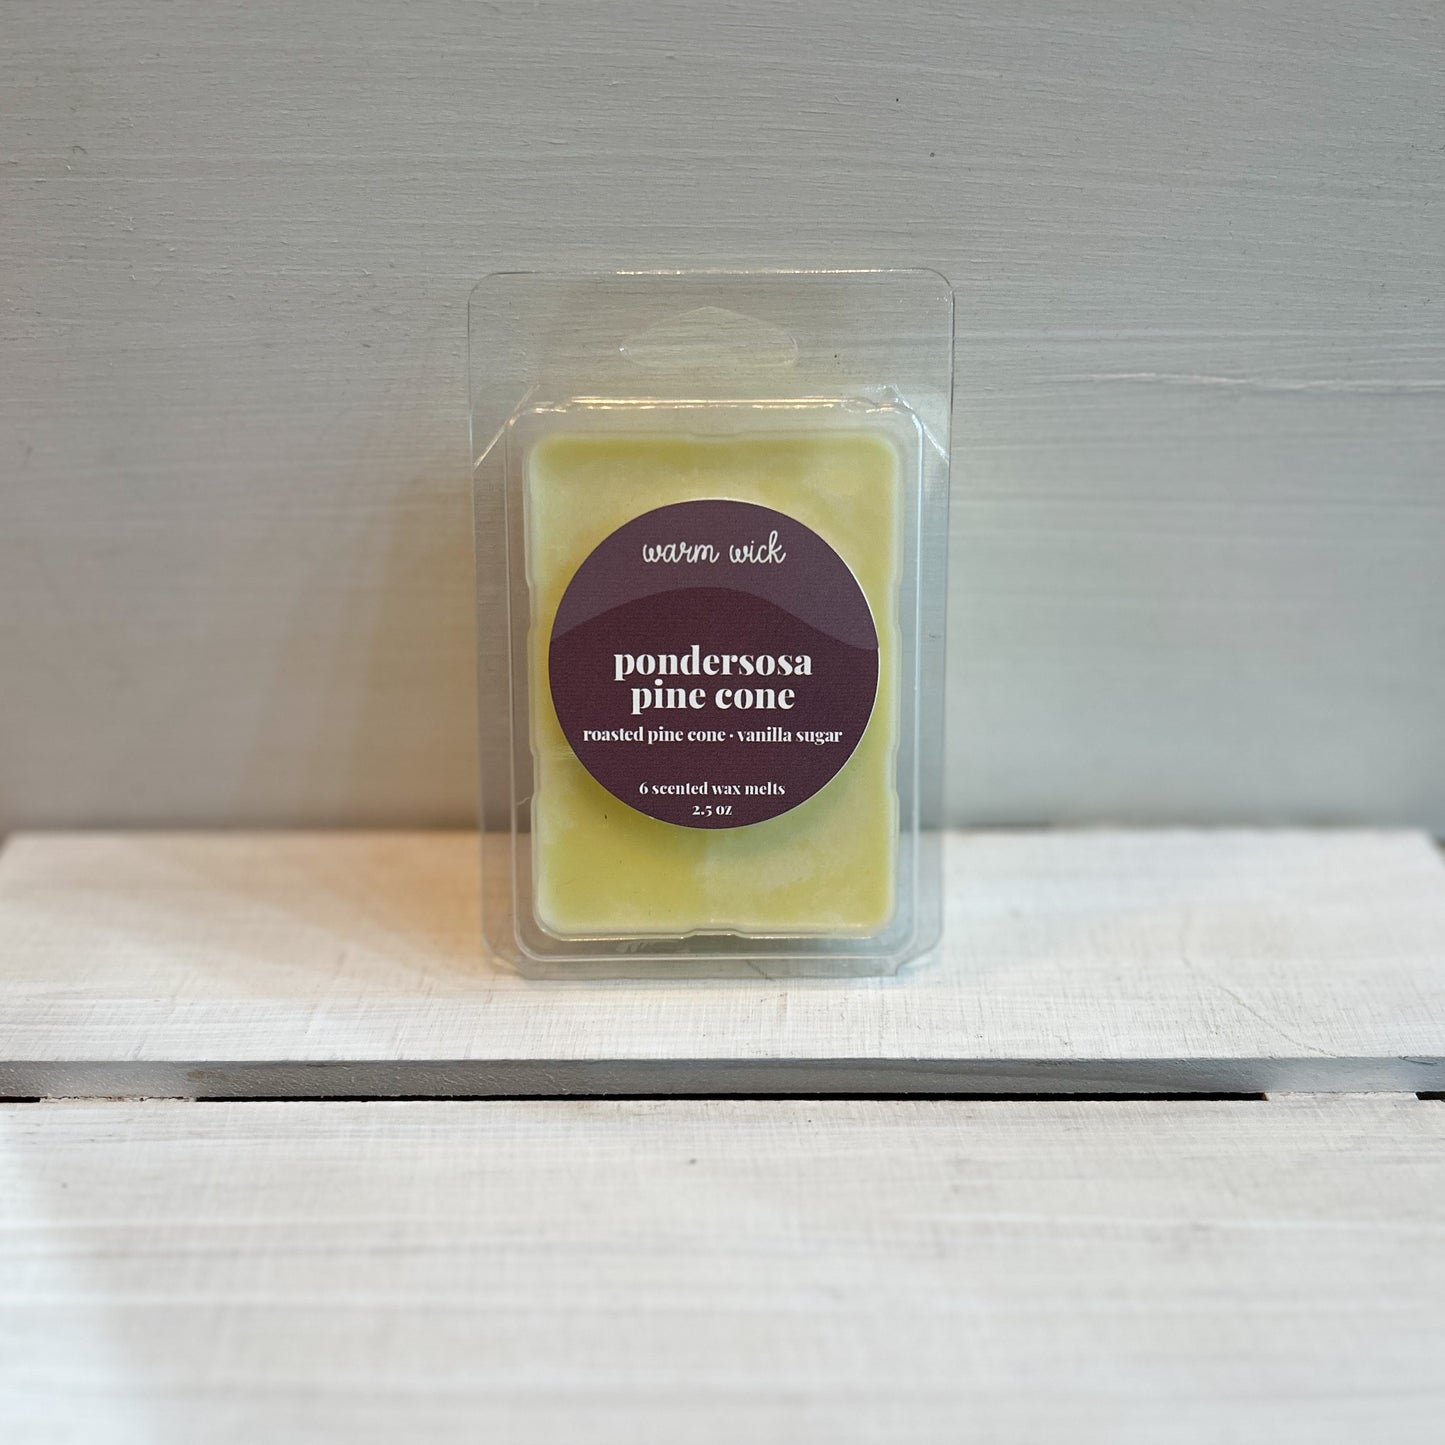 warm wick
pondersosa
pine cone
roasted pine cone · vanilla sugar
6 scented wax melts
2.5 oz